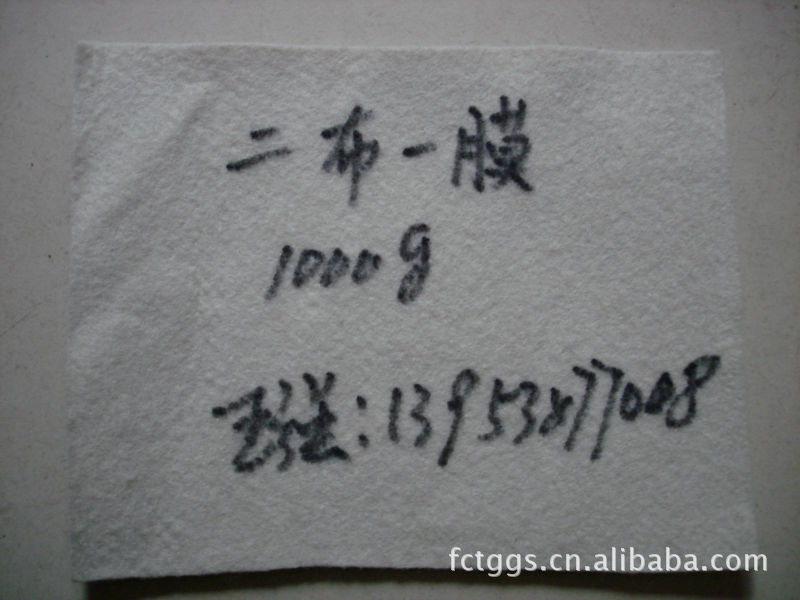 二布一膜
1000g
:13953877008
fctggs.cn.alibaba.com